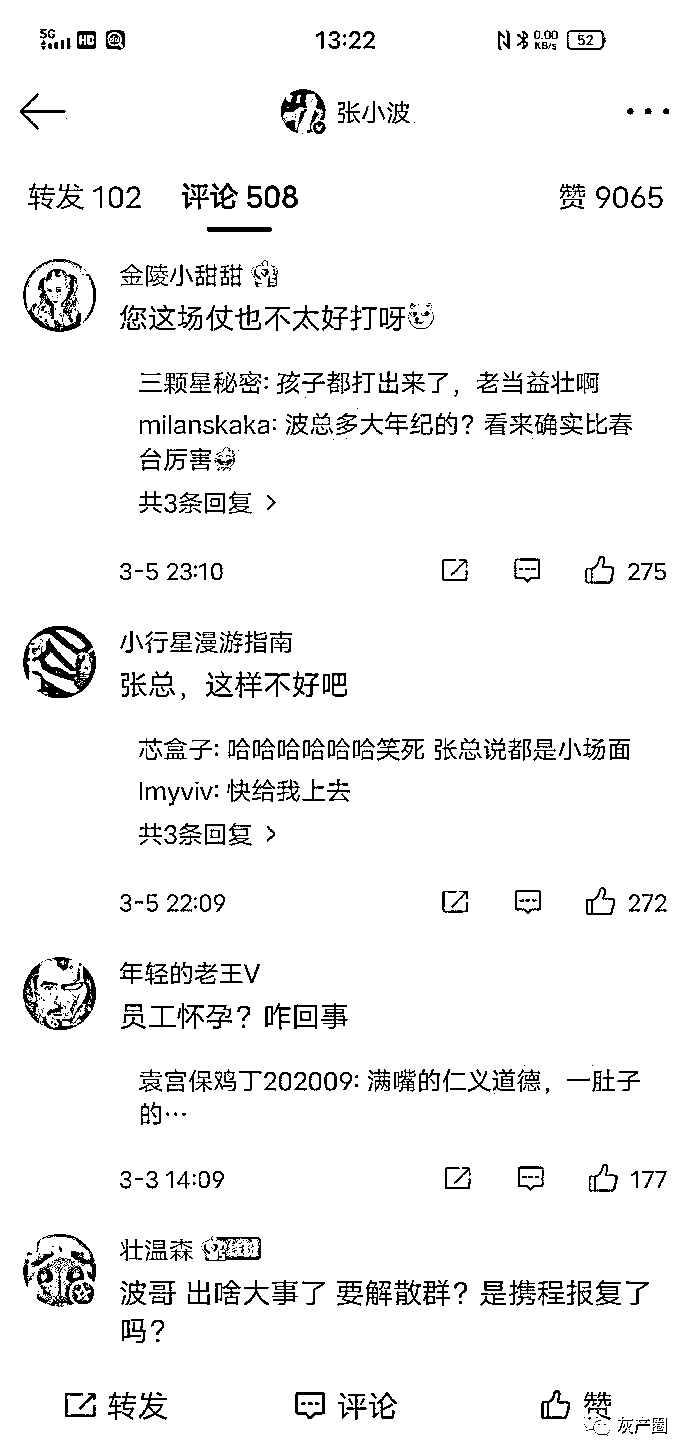 5G HD 13:22 0.00 KB/s 52
张小波
转发 102 评论 508 赞 9065
金陵小甜甜
您这场仗也不太好打呀
三颗星秘密: 孩子都打出来了，老当益壮啊
milanskaka: 波总多大年纪的？看来确实比春
台厉害
共3条回复 >
3-5 23:10 275
小行星漫游指南
张总，这样不好吧
芯盒子: 哈哈哈哈哈哈笑死 张总说都是小场面
lmyviv: 快给我上去
共3条回复 >
3-5 22:09 272
年轻的老王V
员工怀孕？咋回事
袁宫保鸡丁202009: 满嘴的仁义道德，一肚子
的…
3-3 14:09 177
壮温森
波哥 出啥大事了 要解散群？是携程报复了
吗？
转发 评论 赞
灰产圈